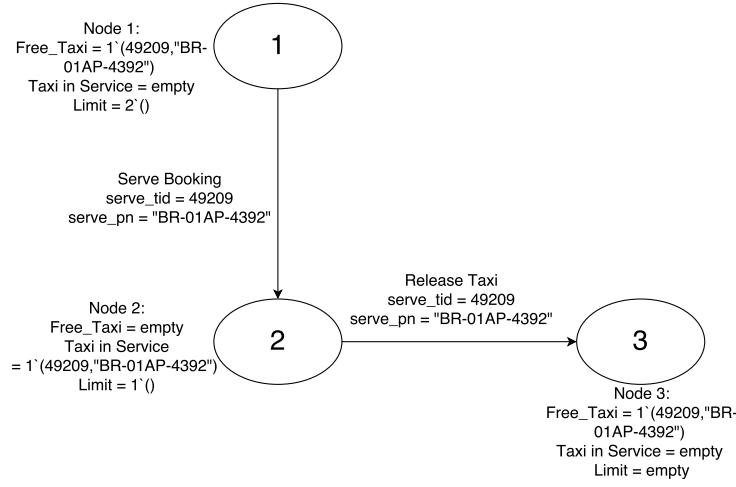 Node 1:
Free_Taxi = 1`(49209,"BR-
01AP-4392")
Taxi in Service = empty
Limit = 2`()
1
Serve Booking
serve_tid = 49209
serve_pn = "BR-01AP-4392"
Node 2:
Free_Taxi = empty
Taxi in Service
= 1`(49209,"BR-01AP-4392")
Limit = 1`()
2
Release Taxi
serve_tid = 49209
serve_pn = "BR-01AP-4392"
3
Node 3:
Free_Taxi = 1`(49209,"BR-
01AP-4392")
Taxi in Service = empty
Limit = empty